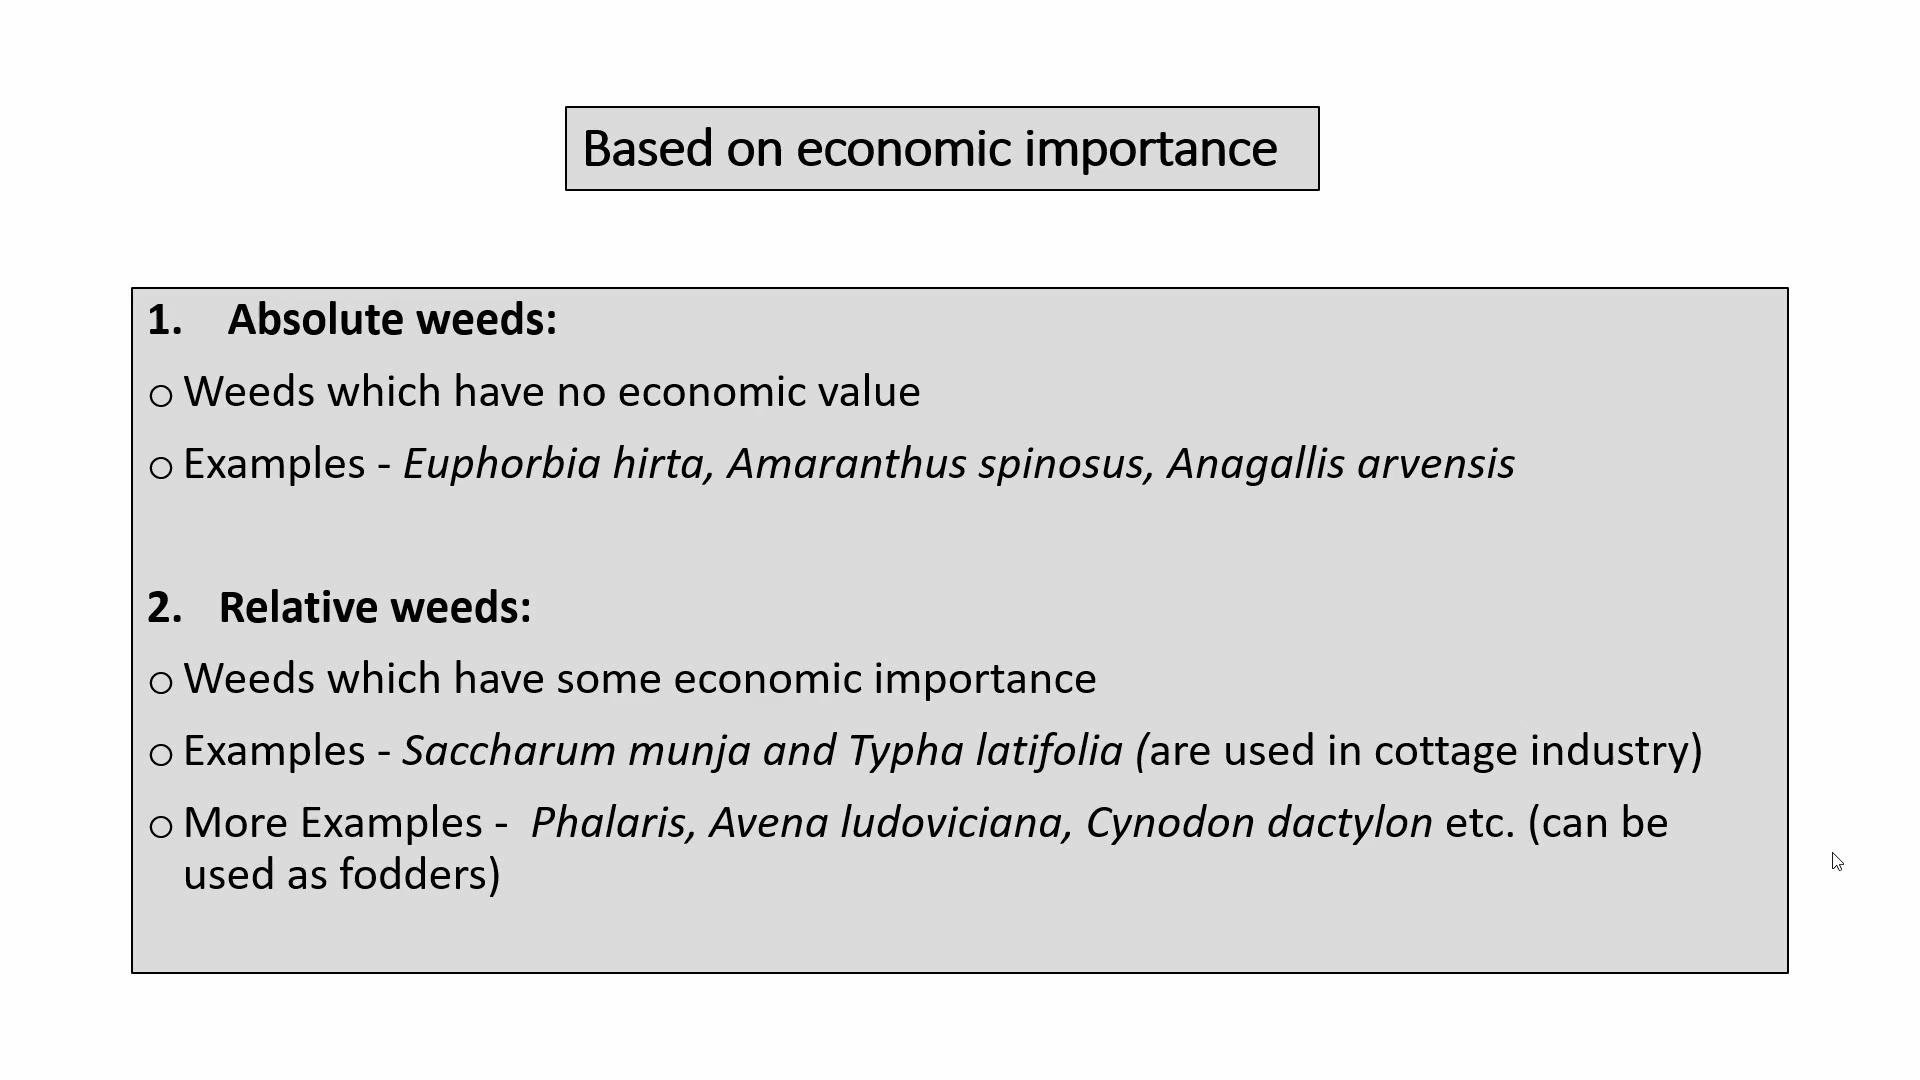 Based on economic importance
1. Absolute weeds:
○ Weeds which have no economic value
○ Examples - Euphorbia hirta, Amaranthus spinosus, Anagallis arvensis
2. Relative weeds:
○ Weeds which have some economic importance
○ Examples - Saccharum munja and Typha latifolia (are used in cottage industry)
○ More Examples - Phalaris, Avena ludoviciana, Cynodon dactylon etc. (can be
used as fodders)